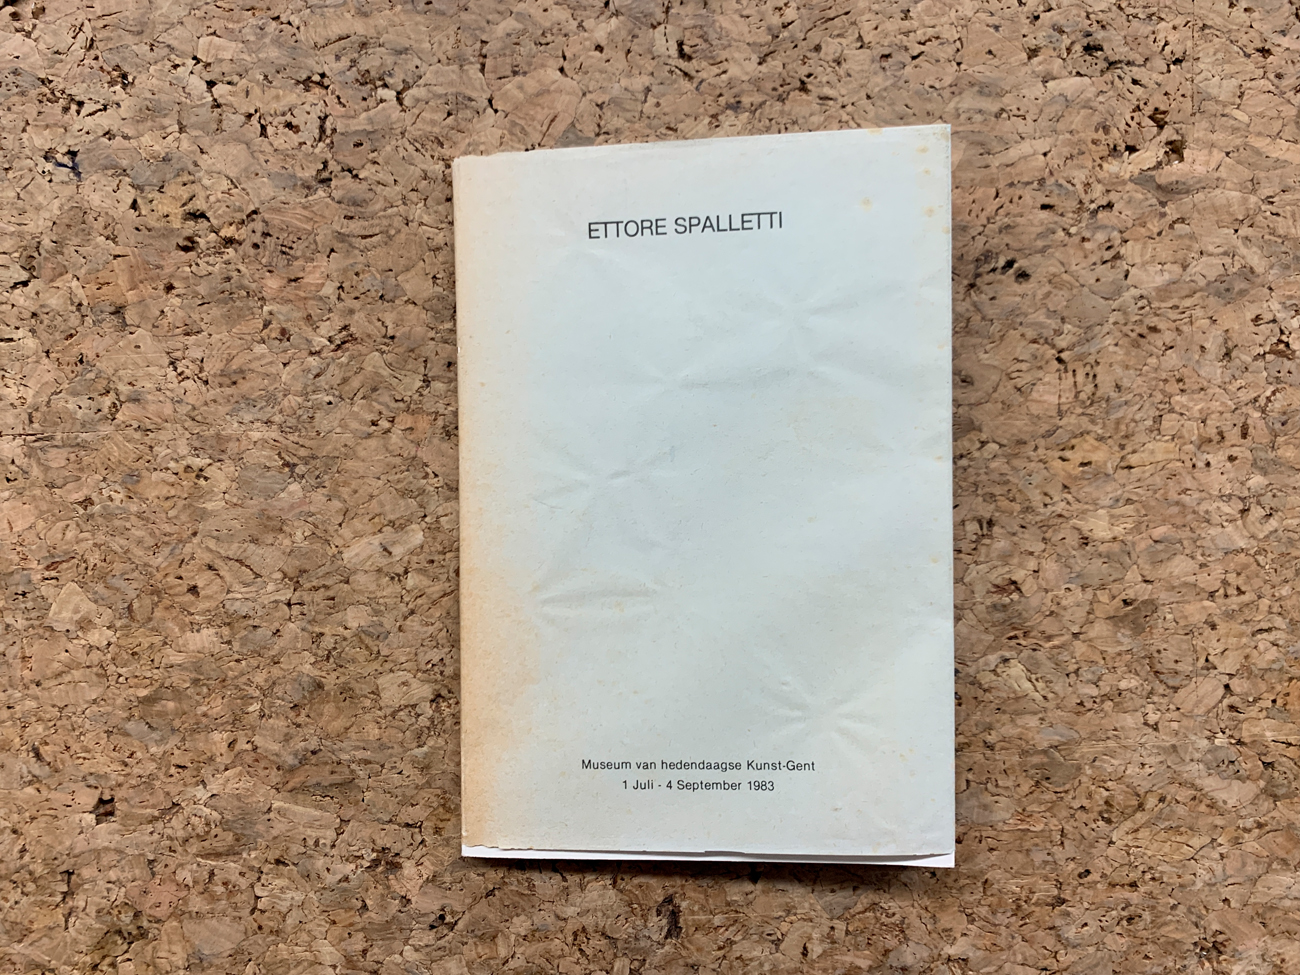 ETTORE SPALLETTI
Museum van hedendaagse Kunst-Gent
1 Juli - 4 September 1983